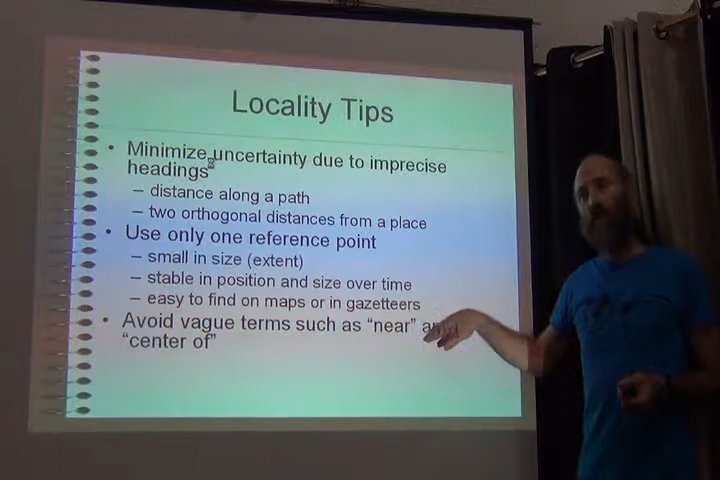 Locality Tips
• Minimize uncertainty due to imprecise
headings
– distance along a path
– two orthogonal distances from a place
• Use only one reference point
– small in size (extent)
– stable in position and size over time
– easy to find on maps or in gazetteers
• Avoid vague terms such as “near”
“center of”